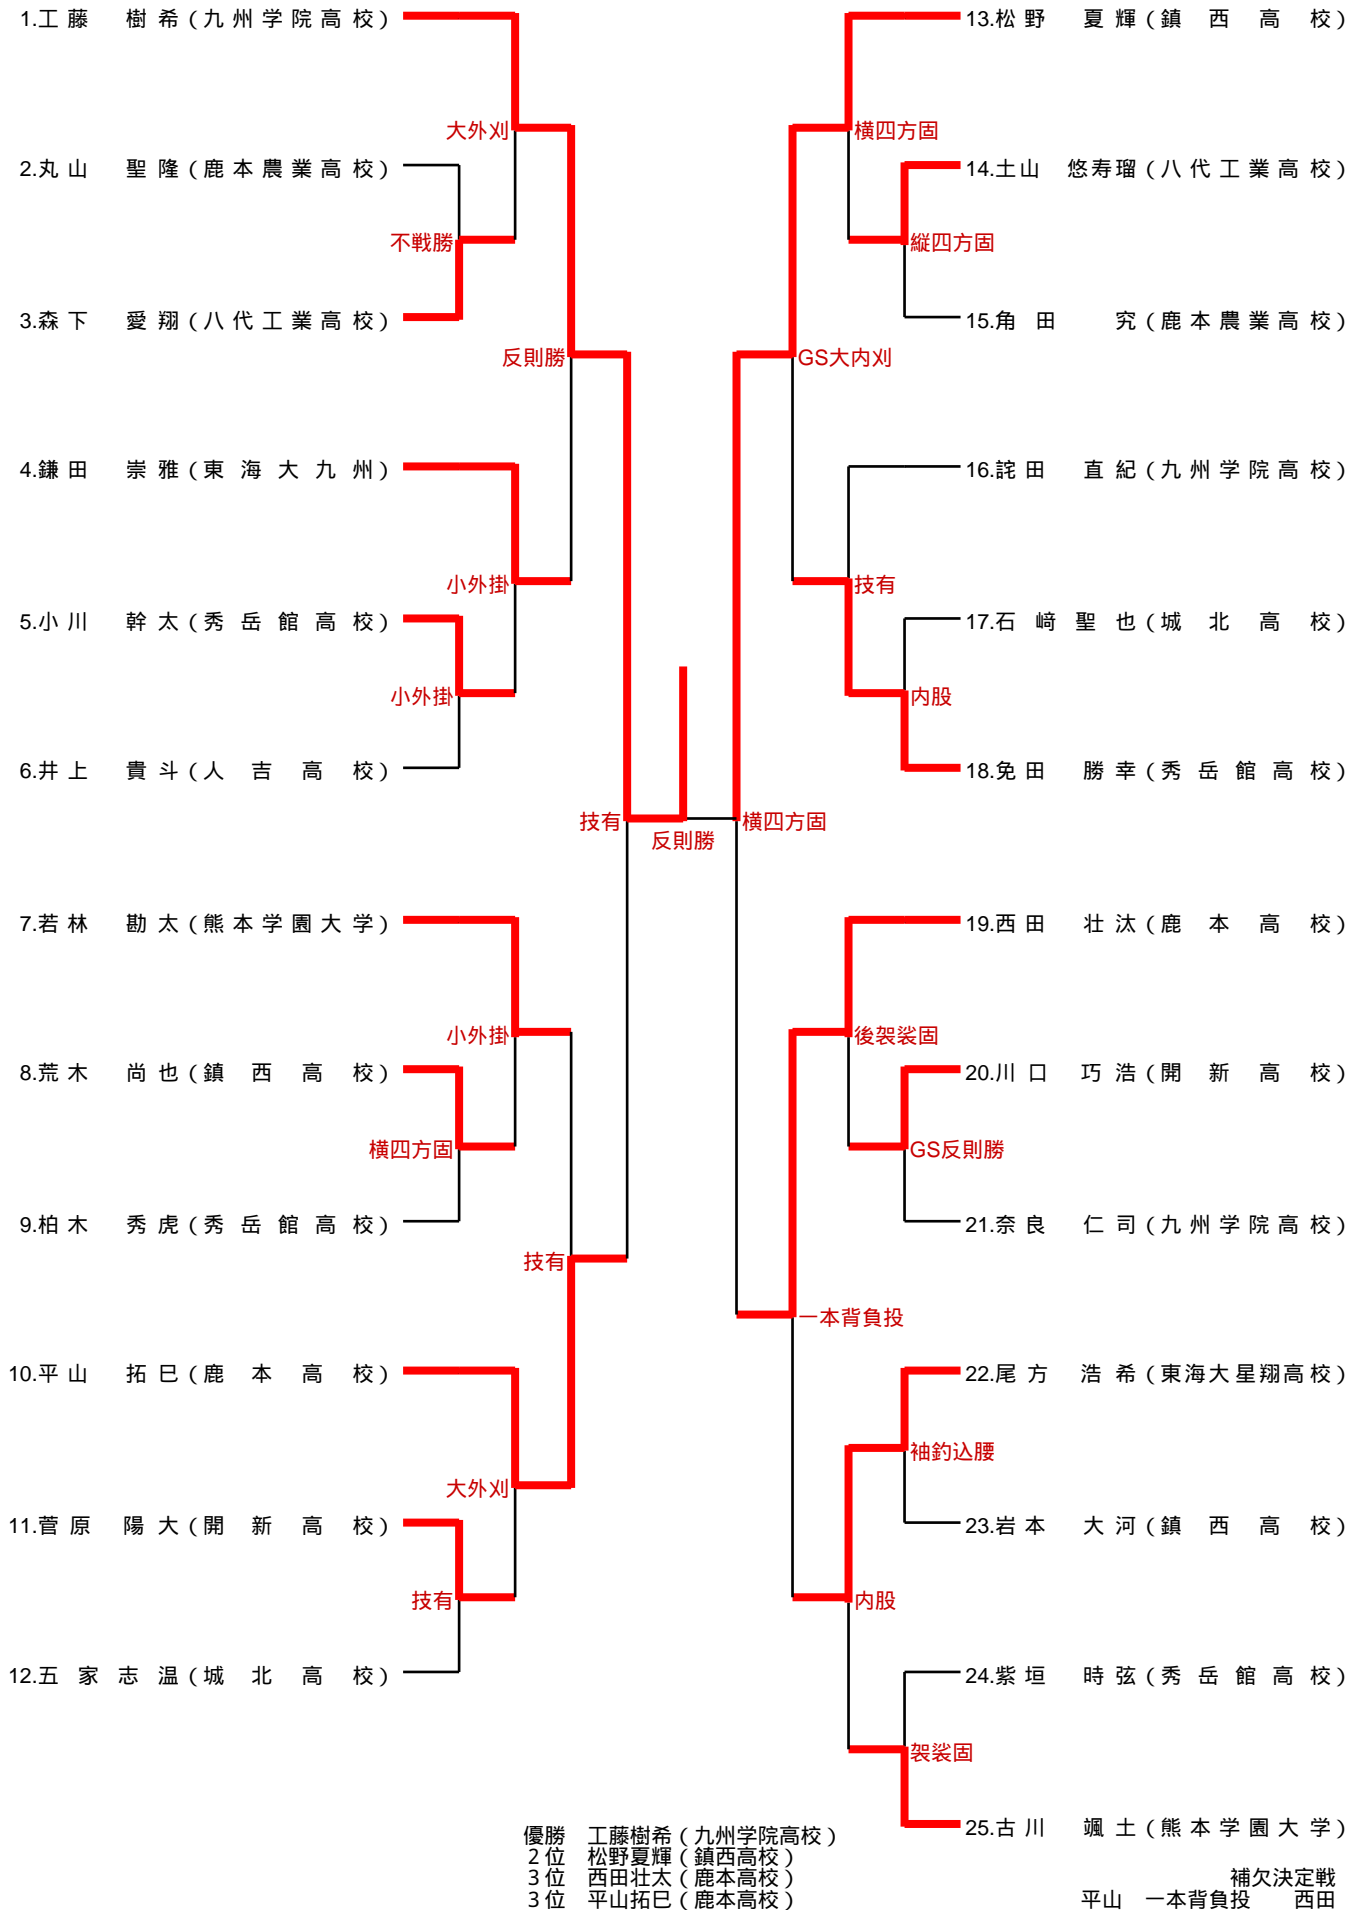 1.工藤 樹希(九州学院高校)
大外刈
2.丸山 聖隆(鹿本農業高校)
不戦勝
3.森下 愛翔(八代工業高校)
反則勝
4.鎌田 崇雅(東海大九州)
小外掛
5.小川 幹太(秀岳館高校)
小外掛
6.井上 貴斗(人吉高校)
技有
反則勝
7.若林 勘太(熊本学園大学)
小外掛
8.荒木 尚也(鎮西高校)
横四方固
9.柏木 秀虎(秀岳館高校)
技有
10.平山 拓巳(鹿本高校)
大外刈
11.菅原 陽大(開新高校)
技有
12.五家志温(城北高校)
13.松野 夏輝(鎮西高校)
横四方固
14.土山 悠寿瑠(八代工業高校)
縦四方固
15.角田 究(鹿本農業高校)
GS大内刈
16.詫田 直紀(九州学院高校)
技有
17.石﨑聖也(城北高校)
内股
18.免田 勝幸(秀岳館高校)
横四方固
19.西田 壮汰(鹿本高校)
後袈裟固
20.川口 巧浩(開新高校)
GS反則勝
21.奈良 仁司(九州学院高校)
一本背負投
22.尾方 浩希(東海大星翔高校)
袖釣込腰
23.岩本 大河(鎮西高校)
内股
24.紫垣 時弦(秀岳館高校)
袈裟固
25.古川 颯土(熊本学園大学)
優勝 工藤樹希(九州学院高校)
2位 松野夏輝(鎮西高校)
3位 西田壮太(鹿本高校)
3位 平山拓巳(鹿本高校)
補欠決定戦
平山 一本背負投 西田